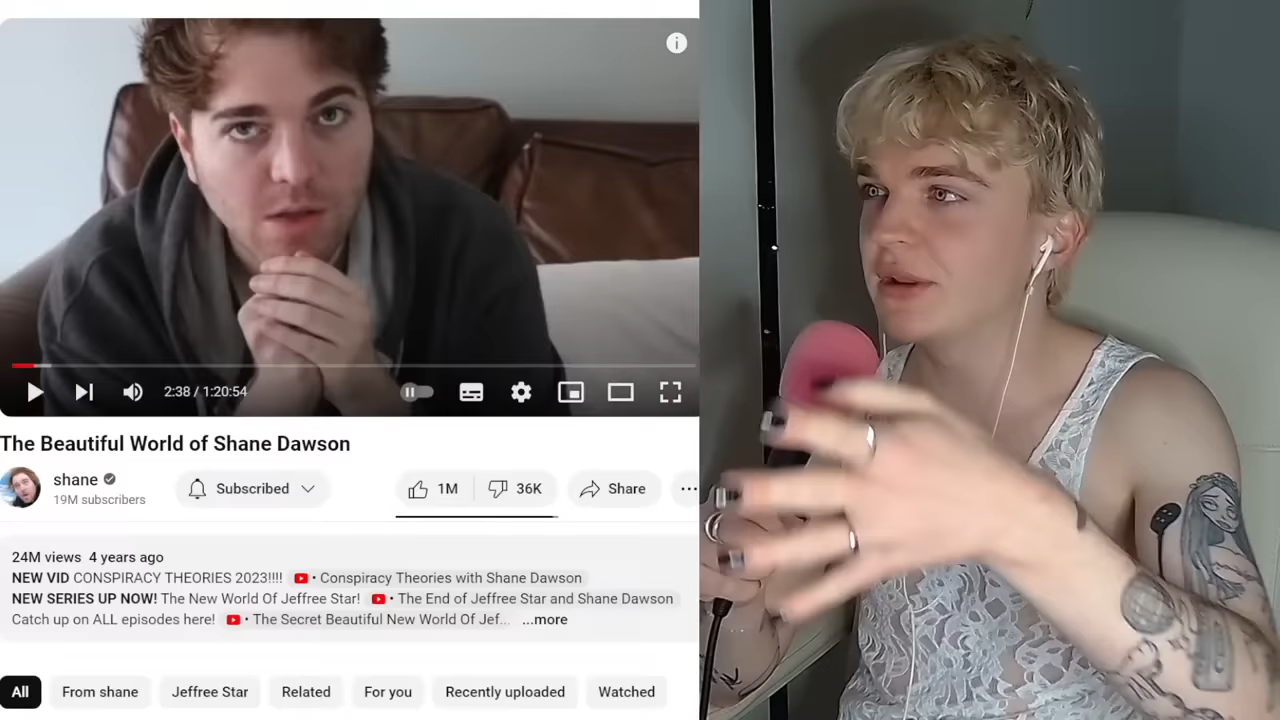 2:38 / 1:20:54
The Beautiful World of Shane Dawson
shane
19M subscribers
Subscribed
1M
36K
Share
24M views 4 years ago
NEW VID CONSPIRACY THEORIES 2023!!!! • Conspiracy Theories with Shane Dawson
NEW SERIES UP NOW! The New World Of Jeffree Star! • The End of Jeffree Star and Shane Dawson
Catch up on ALL episodes here! • The Secret Beautiful New World Of Jef... ...more
All
From shane
Jeffree Star
Related
For you
Recently uploaded
Watched